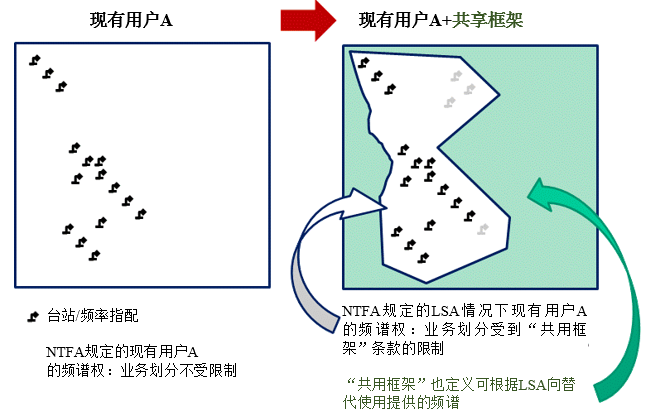 现有用户A
现有用户A+共享框架
台站/频率指配
NTFA规定的现有用户A
的频谱权：业务划分不受限制
NTFA规定的LSA情况下现有用户A
的频谱权：业务划分受到“共用框
架”条款的限制
“共用框架”也定义可根据LSA向替
代使用提供的频谱